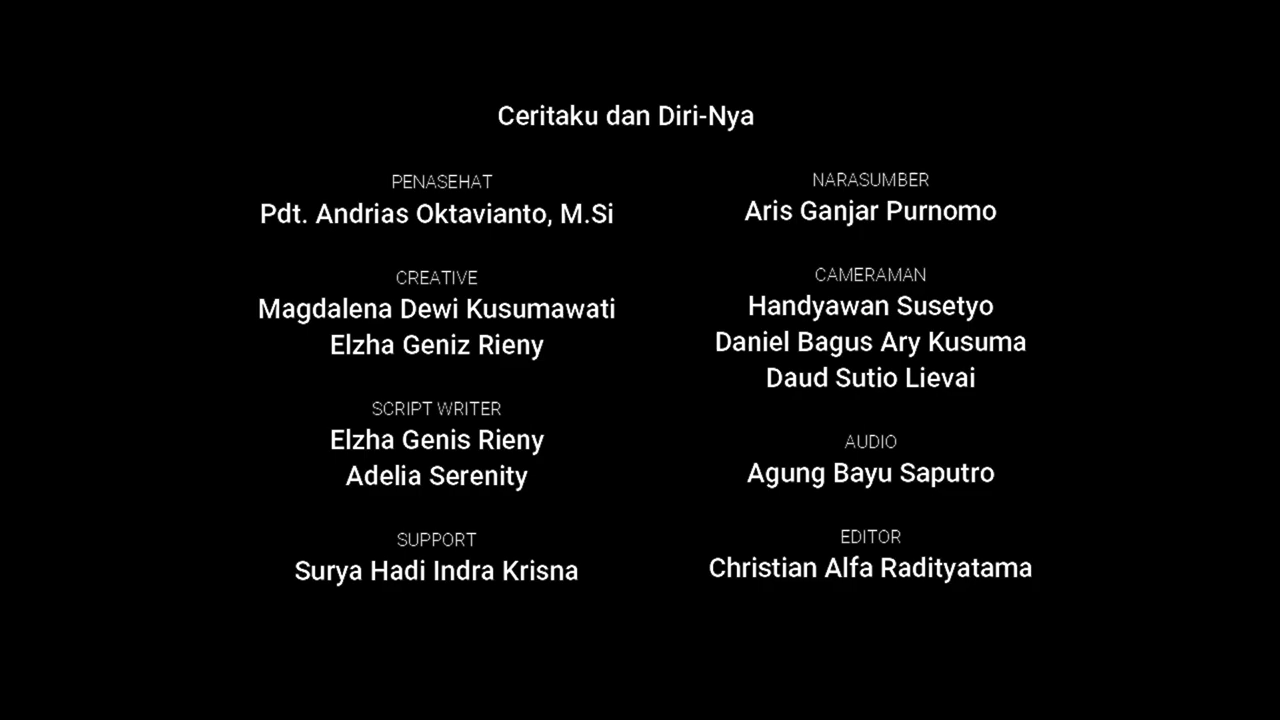 Ceritaku dan Diri-Nya
PENASEHAT
Pdt. Andrias Oktavianto, M.Si
CREATIVE
Magdalena Dewi Kusumawati
Elzha Geniz Rieny
SCRIPT WRITER
Elzha Genis Rieny
Adelia Serenity
SUPPORT
Surya Hadi Indra Krisna
NARASUMBER
Aris Ganjar Purnomo
CAMERAMAN
Handyawan Susetyo
Daniel Bagus Ary Kusuma
Daud Sutio Lievai
AUDIO
Agung Bayu Saputro
EDITOR
Christian Alfa Radityatama